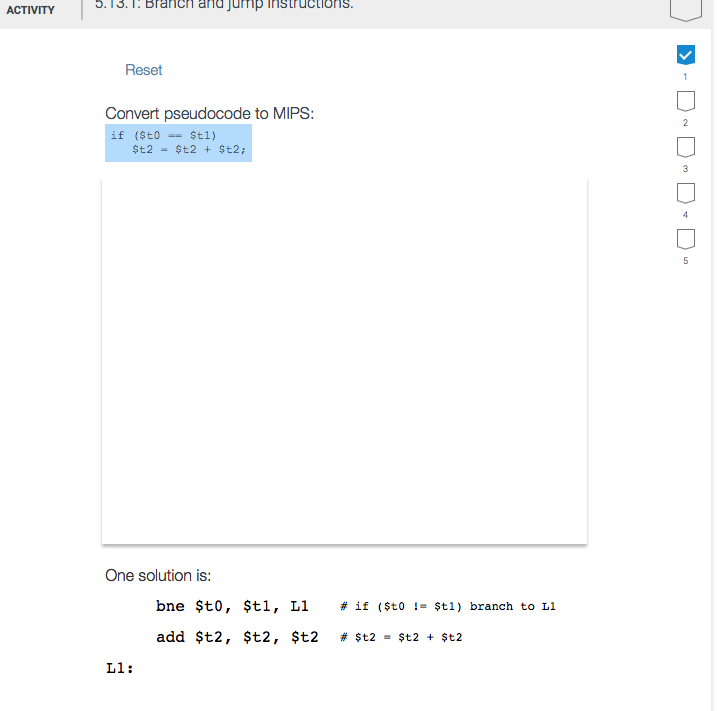 ACTIVITY
5.13.1: Branch and jump instructions.
Reset
Convert pseudocode to MIPS:
if ($t0 == $t1)
$t2 = $t2 + $t2;
1
2
3
4
5
One solution is:
bne $t0, $t1, L1 # if ($t0 != $t1) branch to L1
add $t2, $t2, $t2 # $t2 = $t2 + $t2
L1: